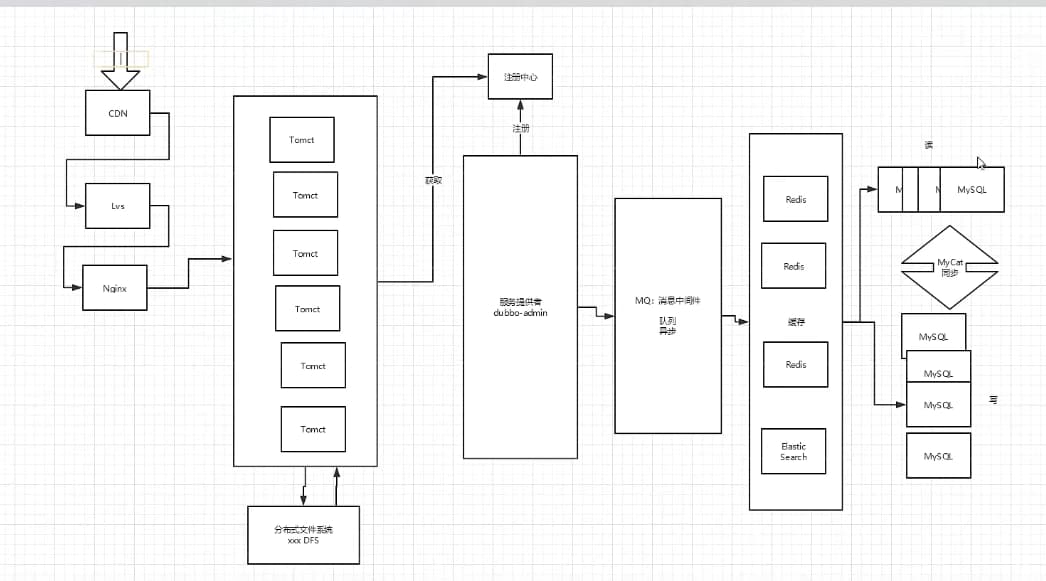 CDN
Lvs
Nginx
Tomct
Tomct
Tomct
Tomct
Tomct
Tomct
分布式文件系统
xxx DFS
获取
注册中心
注册
服务提供者
dubbo-admin
MQ：消息中间件
队列
异步
Redis
Redis
缓存
Redis
Elastic
Search
读
M
M
MySQL
MyCat
同步
MySQL
MySQL
MySQL
写
MySQL